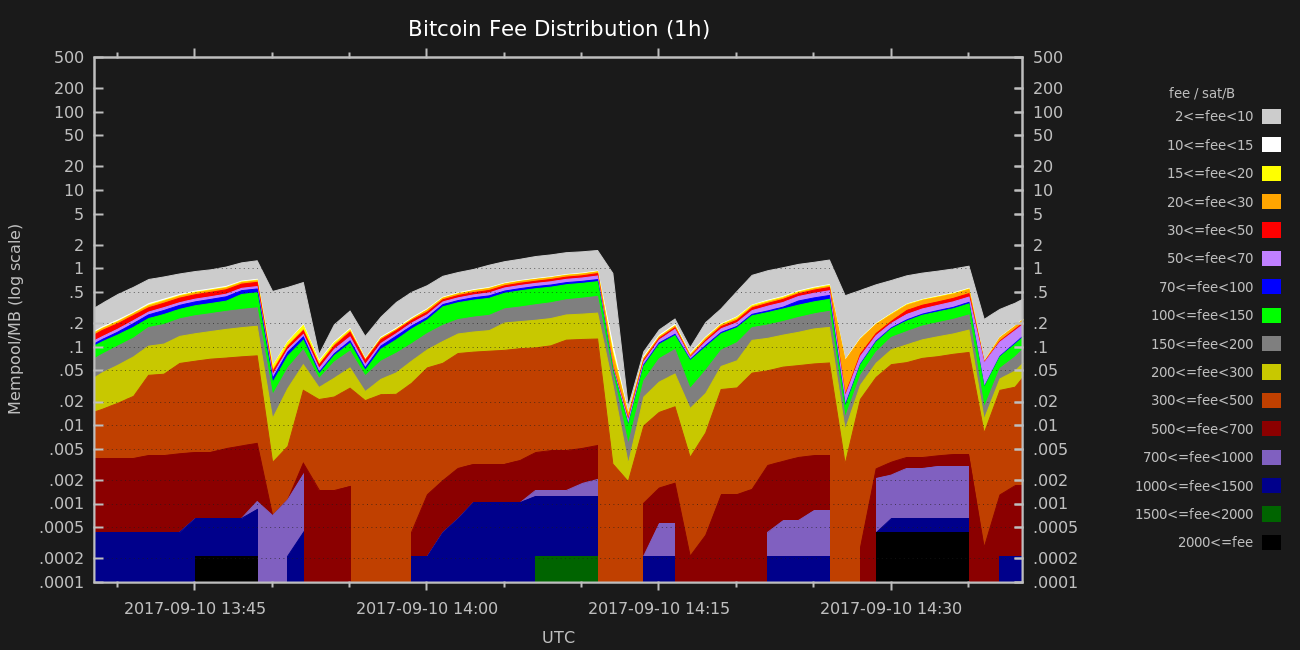 Bitcoin Fee Distribution (1h)
500 500
200 200
100 100
50 50
20 20
10 10
5 5
2 2
1 1
.5 .5
.2 .2
.1 .1
.05 .05
.02 .02
.01 .01
.005 .005
.002 .002
.001 .001
.0005 .0005
.0002 .0002
.0001 .0001
Mempool/MB (log scale)
2017-09-10 13:45 2017-09-10 14:00 2017-09-10 14:15 2017-09-10 14:30
UTC
fee / sat/B
2<=fee<10
10<=fee<15
15<=fee<20
20<=fee<30
30<=fee<50
50<=fee<70
70<=fee<100
100<=fee<150
150<=fee<200
200<=fee<300
300<=fee<500
500<=fee<700
700<=fee<1000
1000<=fee<1500
1500<=fee<2000
2000<=fee